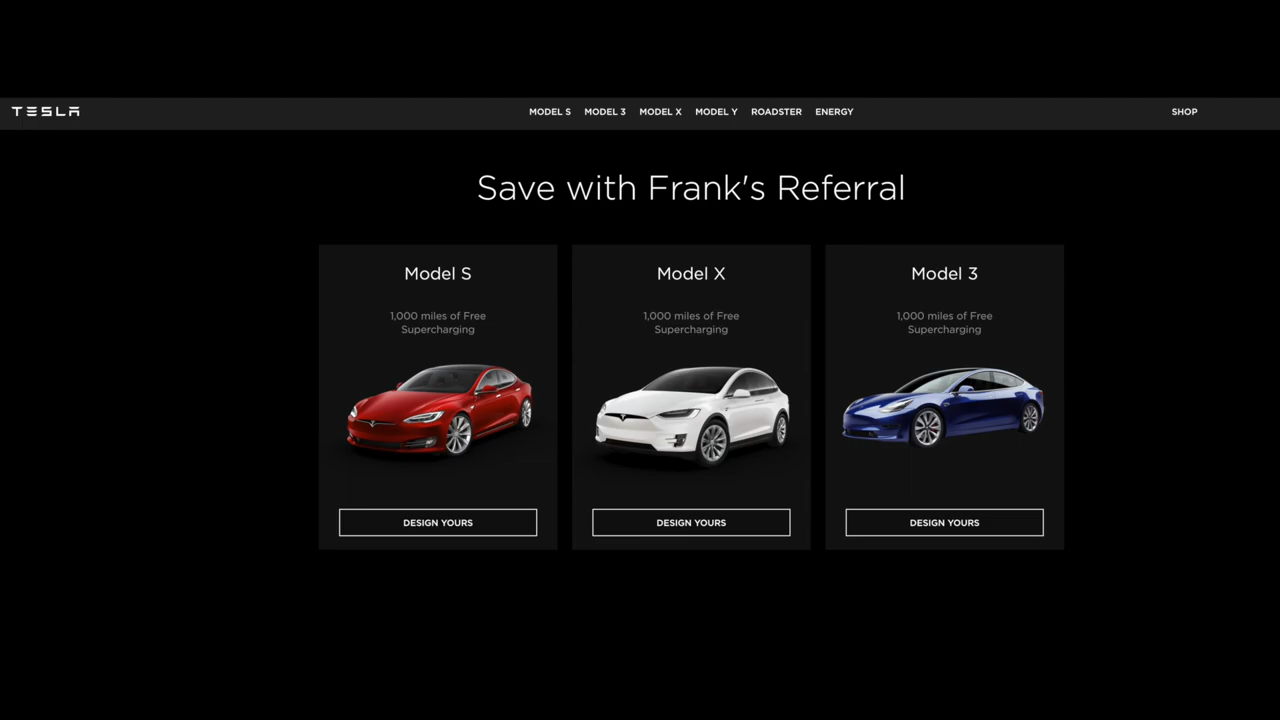 TESLA
MODEL S MODEL 3 MODEL X MODEL Y ROADSTER ENERGY
SHOP
Save with Frank's Referral
Model S
1,000 miles of Free
Supercharging
DESIGN YOURS
Model X
1,000 miles of Free
Supercharging
DESIGN YOURS
Model 3
1,000 miles of Free
Supercharging
DESIGN YOURS